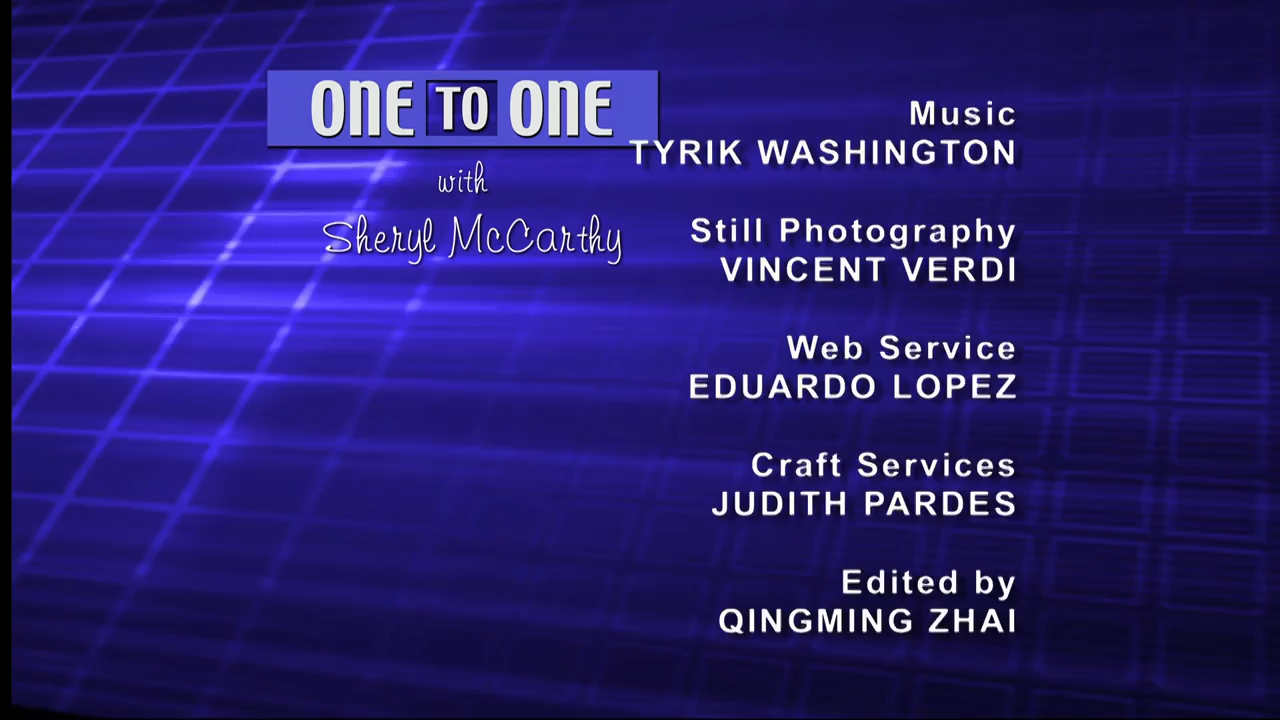 ONE TO ONE
with
Sheryl McCarthy
Music
TYRIK WASHINGTON
Still Photography
VINCENT VERDI
Web Service
EDUARDO LOPEZ
Craft Services
JUDITH PARDES
Edited by
QINGMING ZHAI